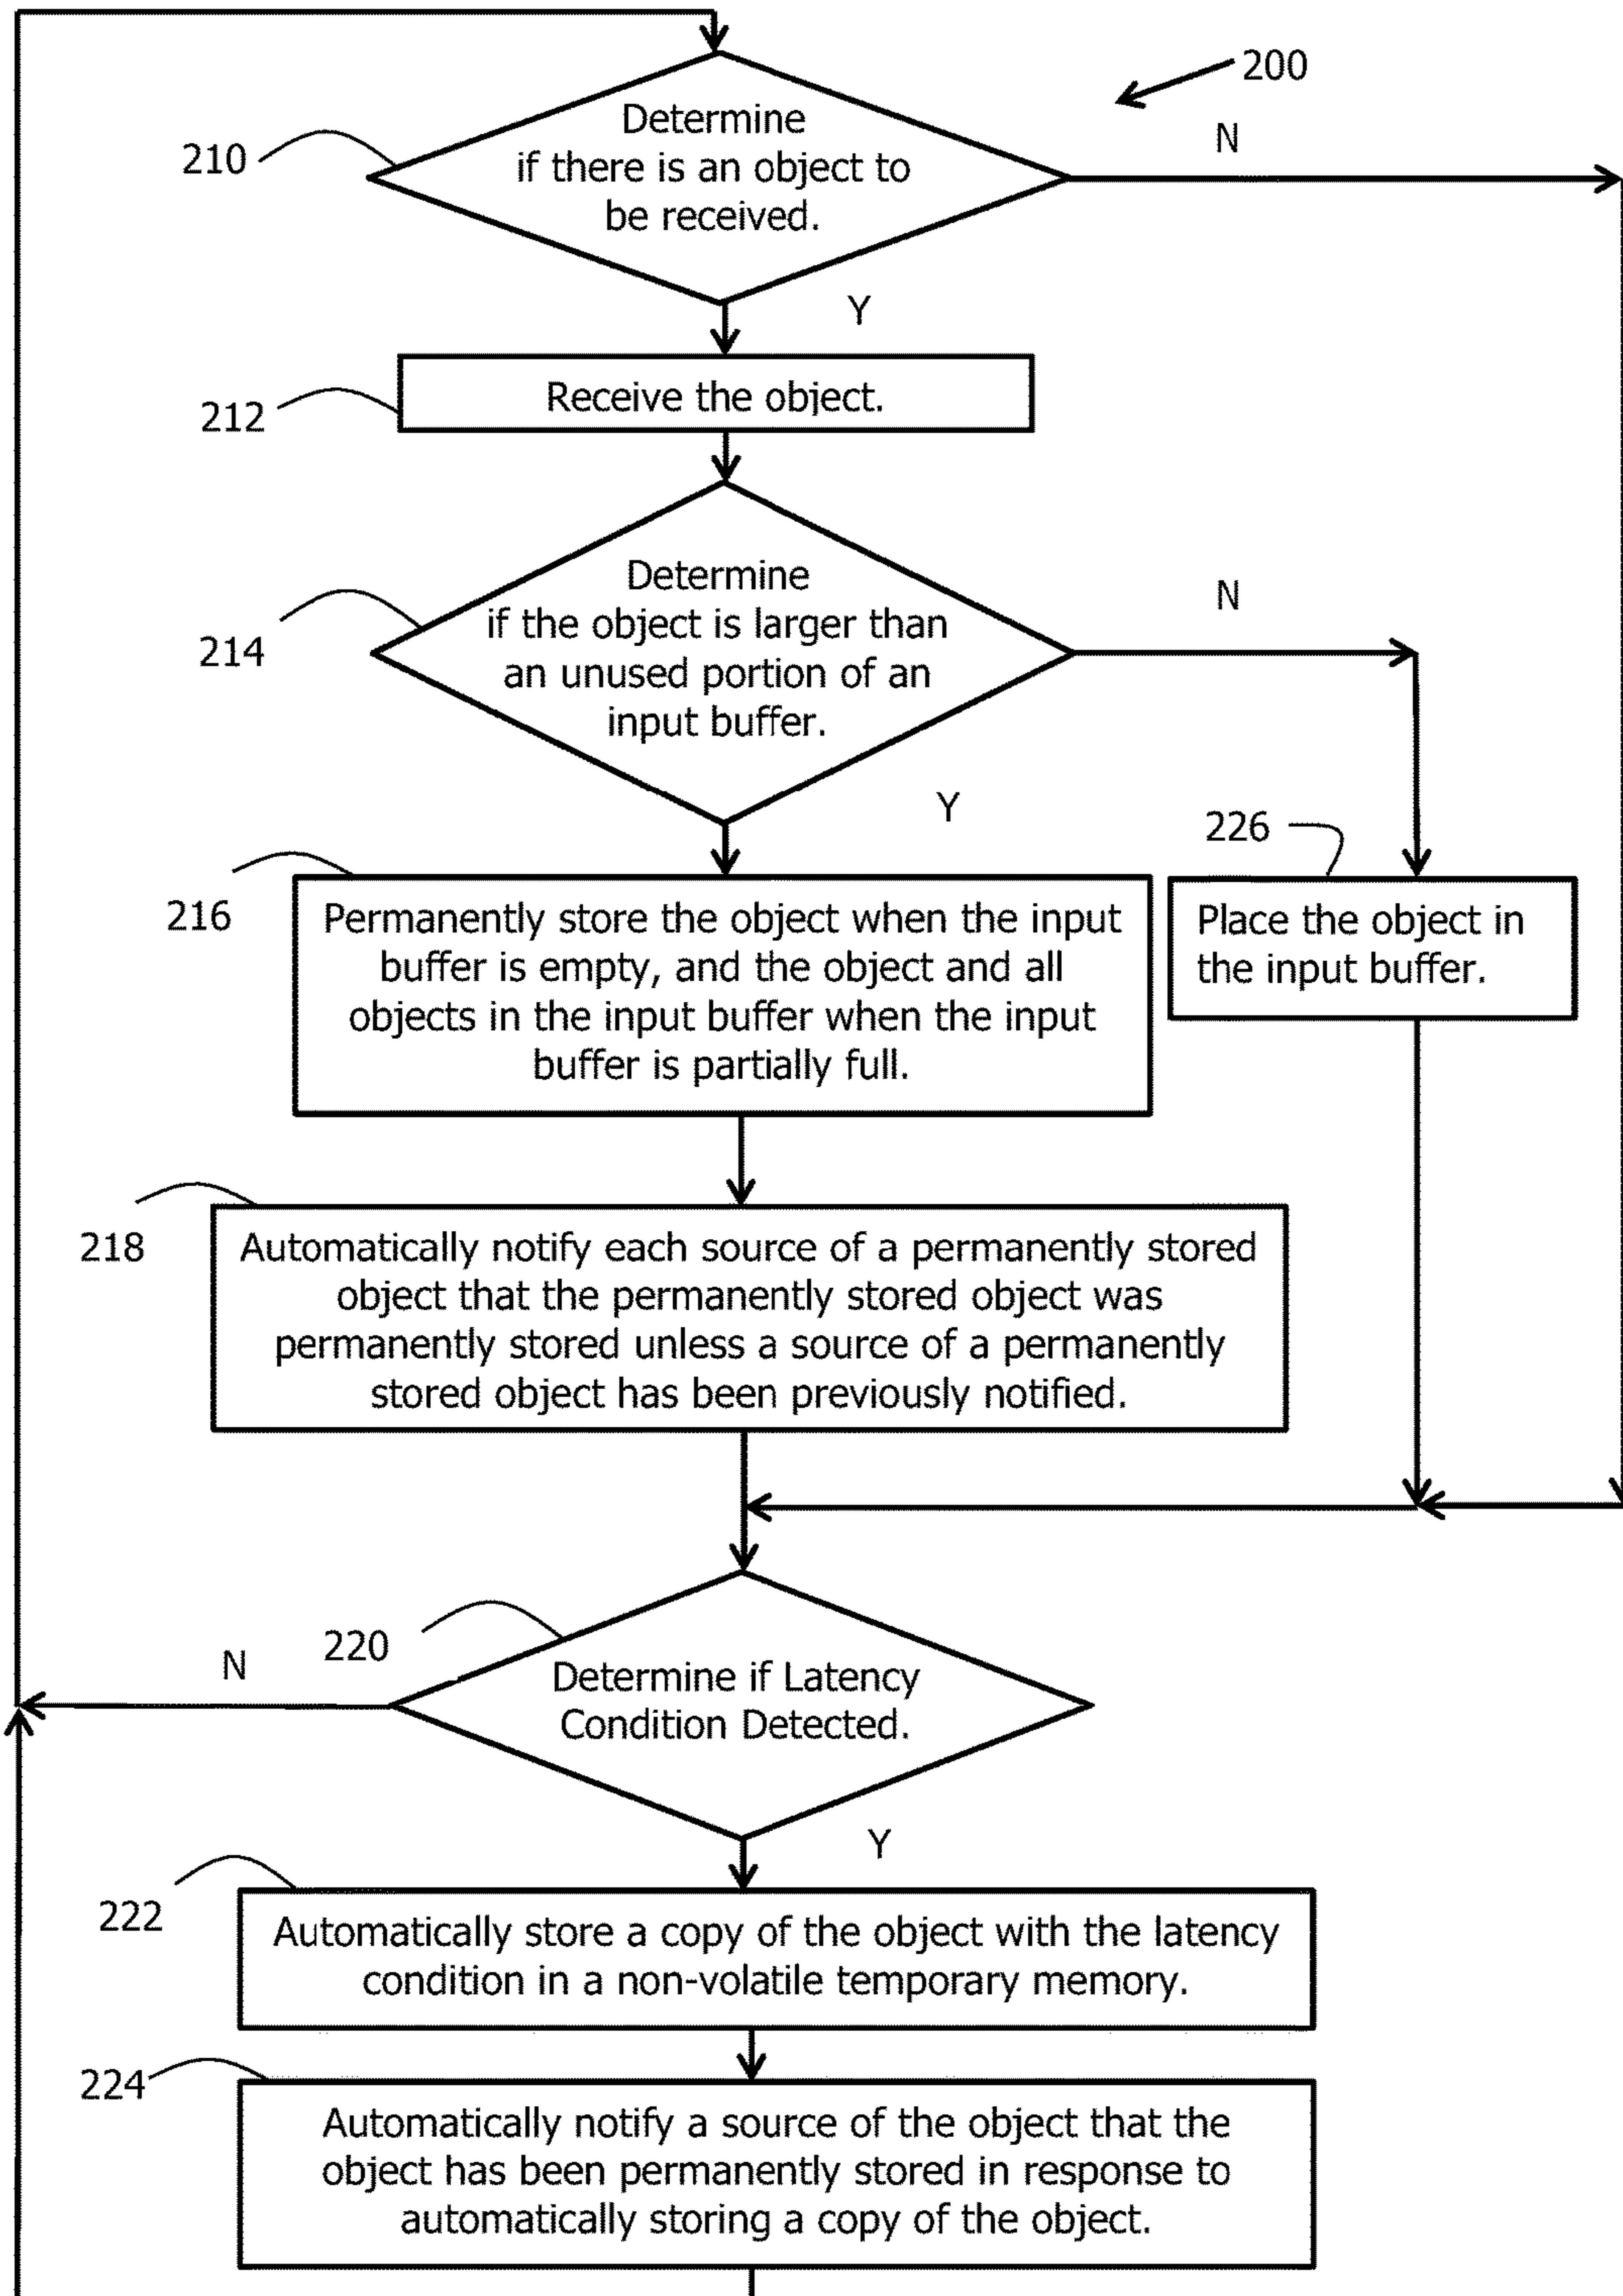 200
210
Determine
if there is an object to
be received.
N
Y
212
Receive the object.
214
Determine
if the object is larger than
an unused portion of an
input buffer.
N
Y
226
216
Permanently store the object when the input
buffer is empty, and the object and all
objects in the input buffer when the input
buffer is partially full.
Place the object in
the input buffer.
218
Automatically notify each source of a permanently stored
object that the permanently stored object was
permanently stored unless a source of a permanently
stored object has been previously notified.
220
N
Determine if Latency
Condition Detected.
Y
222
Automatically store a copy of the object with the latency
condition in a non-volatile temporary memory.
224
Automatically notify a source of the object that the
object has been permanently stored in response to
automatically storing a copy of the object.